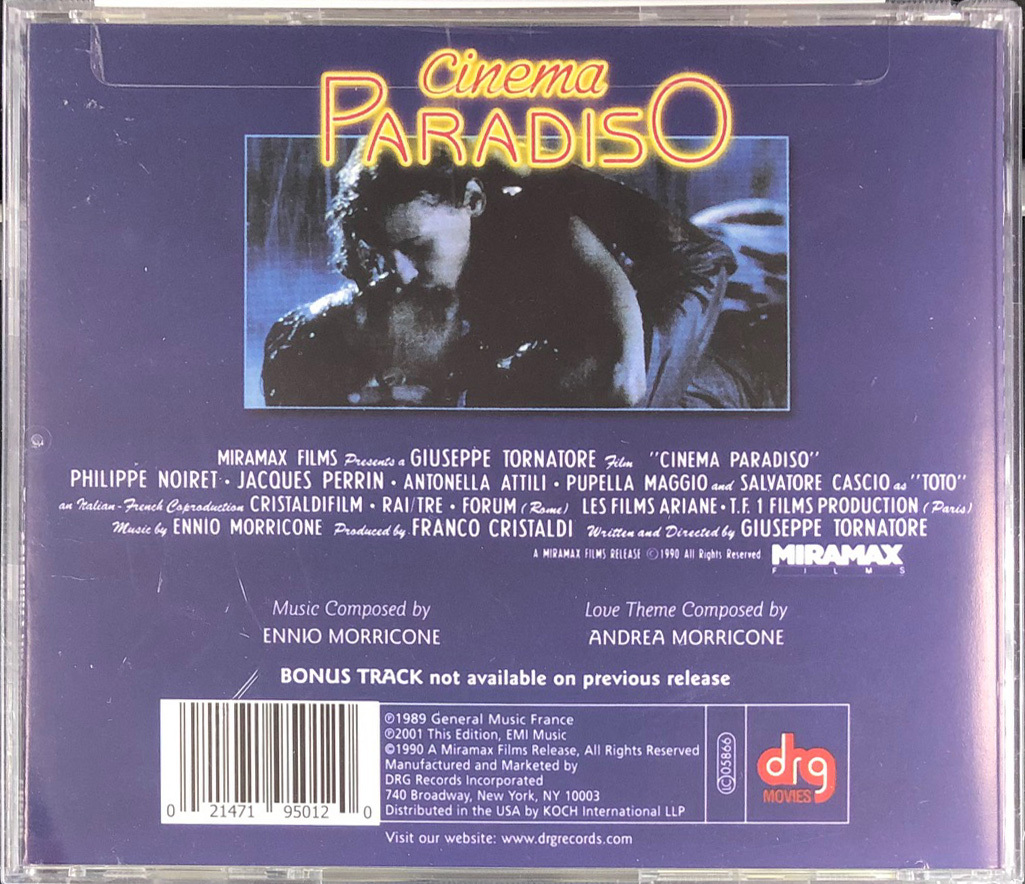 Cinema
PARADISO
MIRAMAX FILMS Presents a GIUSEPPE TORNATORE Film "CINEMA PARADISO"
PHILIPPE NOIRET · JACQUES PERRIN · ANTONELLA ATTILI · PUPELLA MAGGIO and SALVATORE CASCIO as "TOTO"
an Italian-French Coproduction CRISTALDIFILM · RAI/TRE · FORUM (Rome) LES FILMS ARIANE · T.F. 1 FILMS PRODUCTION (Paris)
Music by ENNIO MORRICONE Produced by FRANCO CRISTALDI Written and Directed by GIUSEPPE TORNATORE
A MIRAMAX FILMS RELEASE ©1990 All Rights Reserved MIRAMAX
FILMS
Music Composed by
ENNIO MORRICONE
Love Theme Composed by
ANDREA MORRICONE
BONUS TRACK not available on previous release
0 21471 95012 0
℗1989 General Music France
℗2001 This Edition, EMI Music
©1990 A Miramax Films Release, All Rights Reserved
Manufactured and Marketed by
DRG Records Incorporated
740 Broadway, New York, NY 10003
Distributed in the USA by KOCH International LLP
LC 05866
drg
MOVIES
Visit our website: www.drgrecords.com